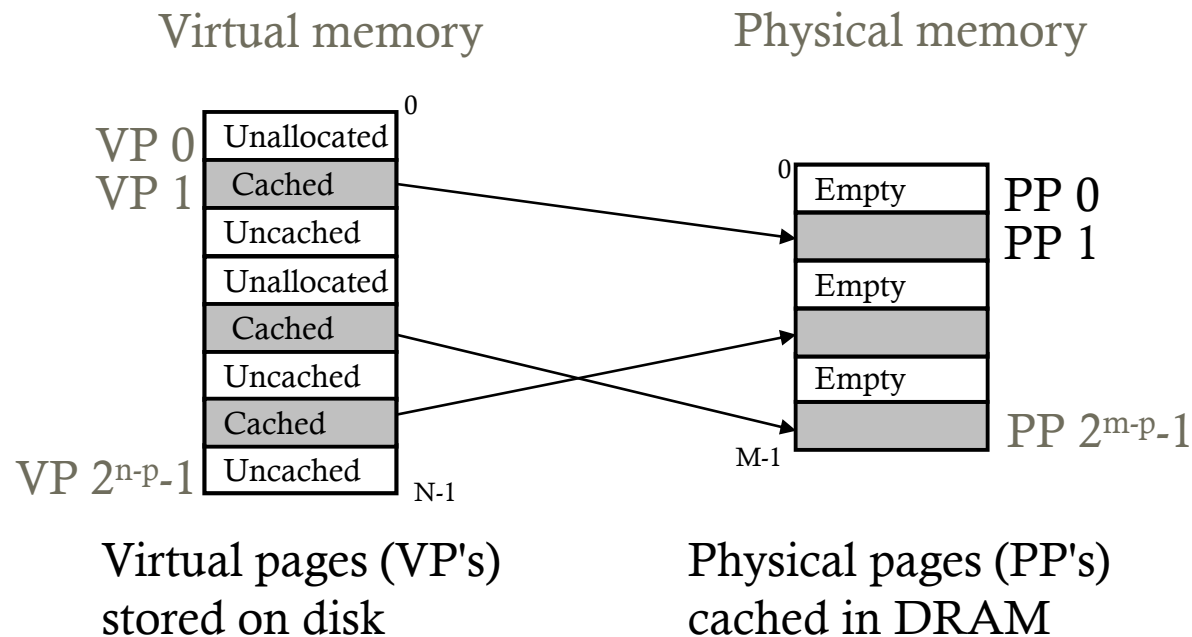 Virtual memory
Physical memory
0
VP 0
Unallocated
VP 1
Cached
Uncached
Unallocated
Cached
Uncached
Cached
VP 2ⁿ⁻ᵖ-1
Uncached
N-1
0
Empty
PP 0
PP 1
Empty
Empty
PP 2ᵐ⁻ᵖ-1
M-1
Virtual pages (VP's)
stored on disk
Physical pages (PP's)
cached in DRAM